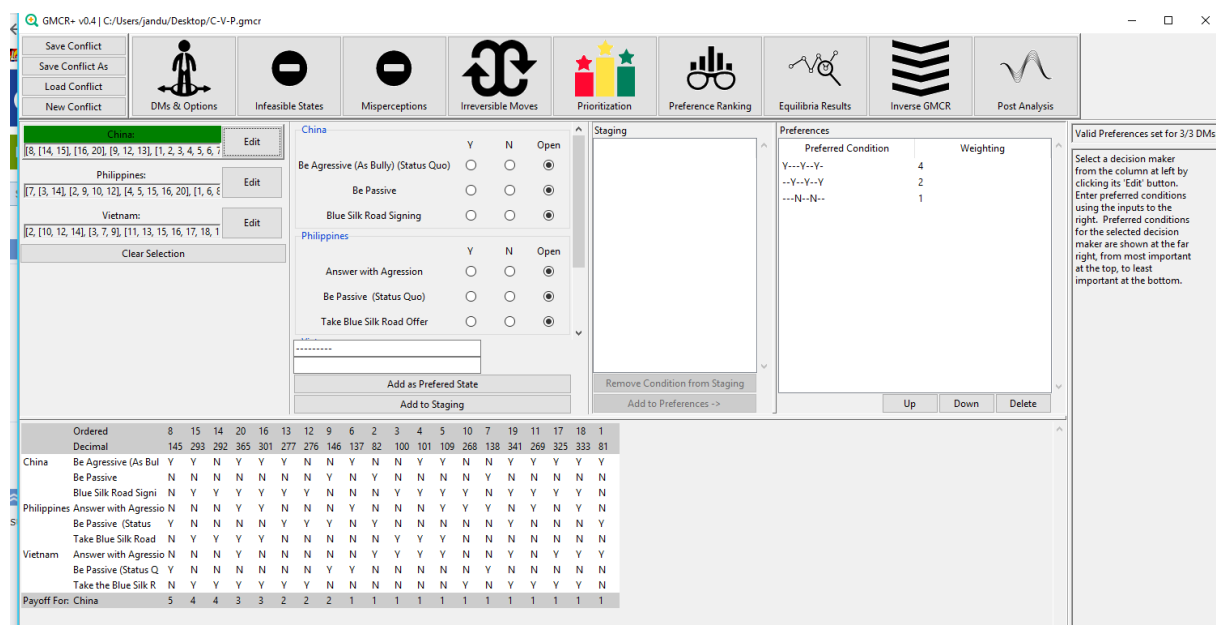 GMCR+ v0.4 | C:/Users/jandu/Desktop/C-V-P.gmcr
Save Conflict
Save Conflict As
Load Conflict
New Conflict
DMs & Options
Infeasible States
Misperceptions
Irreversible Moves
Prioritization
Preference Ranking
Equilibria Results
Inverse GMCR
Post Analysis
China:
[8, [14, 15], [16, 20], [9, 12, 13], [1, 2, 3, 4, 5, 6, 7
Edit
Philippines:
[7, [3, 14], [2, 9, 10, 12], [4, 5, 15, 16, 20], [1, 6, 8
Edit
Vietnam:
[2, [10, 12, 14], [3, 7, 9], [11, 13, 15, 16, 17, 18, 1
Edit
Clear Selection
China
Y N Open
Be Agressive (As Bully) (Status Quo)
Be Passive
Blue Silk Road Signing
Philippines
Y N Open
Answer with Agression
Be Passive (Status Quo)
Take Blue Silk Road Offer
---------
Add as Prefered State
Add to Staging
Staging
Remove Condition from Staging
Add to Preferences ->
Preferences
Preferred Condition Weighting
Y---Y--Y- 4
--Y--Y--Y 2
---N--N-- 1
Up Down Delete
Valid Preferences set for 3/3 DMs
Select a decision maker
from the column at left by
clicking its 'Edit' button.
Enter preferred conditions
using the inputs to the
right. Preferred conditions
for the selected decision
maker are shown at the far
right, from most important
at the top, to least
important at the bottom.
Ordered 8 15 14 20 16 13 12 9 6 2 3 4 5 10 7 19 11 17 18 1
Decimal 145 293 292 365 301 277 276 146 137 82 100 101 109 268 138 341 269 325 333 81
China Be Agressive (As Bul Y Y N Y Y Y N N Y N N Y Y N N Y Y Y Y Y
Be Passive N N N N N N N Y N Y N N N N Y N N N N N
Blue Silk Road Signi N Y Y Y Y Y Y N N N Y Y Y Y N Y Y Y Y N
Philippines Answer with Agressio N N N Y Y N N N Y N N N Y Y Y N Y N Y N
Be Passive (Status Y N N N N Y Y Y N Y N N N N N Y N N N Y
Take Blue Silk Road N Y Y Y Y N N N N N Y Y Y N N N N N N N
Vietnam Answer with Agressio N N N Y N N N N N Y Y Y Y N N Y N Y Y Y
Be Passive (Status Q Y N N N N N N Y Y N N N N N Y N N N N N
Take the Blue Silk R N Y Y Y Y Y Y N N N N N N Y N Y Y Y Y N
Payoff For: China 5 4 4 3 3 2 2 2 1 1 1 1 1 1 1 1 1 1 1 1